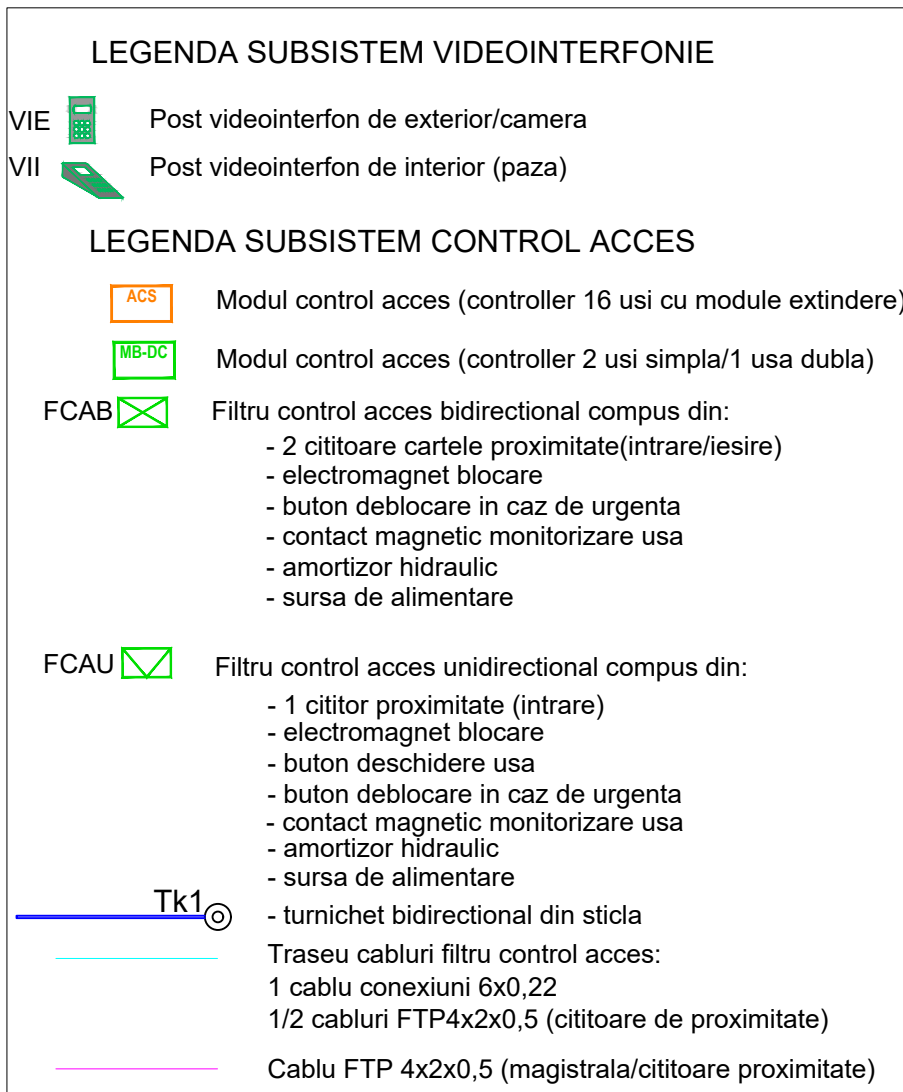 LEGENDA SUBSISTEM VIDEOINTERFONIE
VIE Post videointerfon de exterior/camera
VII Post videointerfon de interior (paza)
LEGENDA SUBSISTEM CONTROL ACCES
ACS Modul control acces (controller 16 usi cu module extindere)
MB-DC Modul control acces (controller 2 usi simpla/1 usa dubla)
FCAB Filtru control acces bidirectional compus din:
- 2 cititoare cartele proximitate(intrare/iesire)
- electromagnet blocare
- buton deblocare in caz de urgenta
- contact magnetic monitorizare usa
- amortizor hidraulic
- sursa de alimentare
FCAU Filtru control acces unidirectional compus din:
- 1 cititor proximitate (intrare)
- electromagnet blocare
- buton deschidere usa
- buton deblocare in caz de urgenta
- contact magnetic monitorizare usa
- amortizor hidraulic
- sursa de alimentare
Tk1 - turnichet bidirectional din sticla
Traseu cabluri filtru control acces:
1 cablu conexiuni 6x0,22
1/2 cabluri FTP4x2x0,5 (cititoare de proximitate)
Cablu FTP 4x2x0,5 (magistrala/cititoare proximitate)